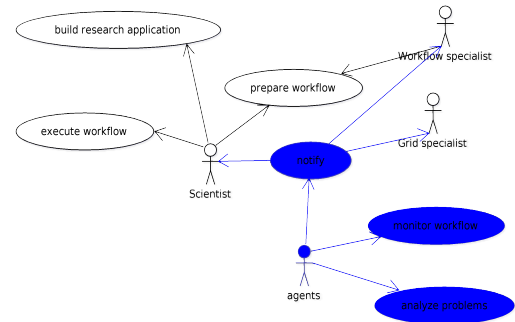 build research application
Workflow specialist
prepare workflow
execute workflow
Grid specialist
notify
Scientist
monitor workflow
agents
analyze problems